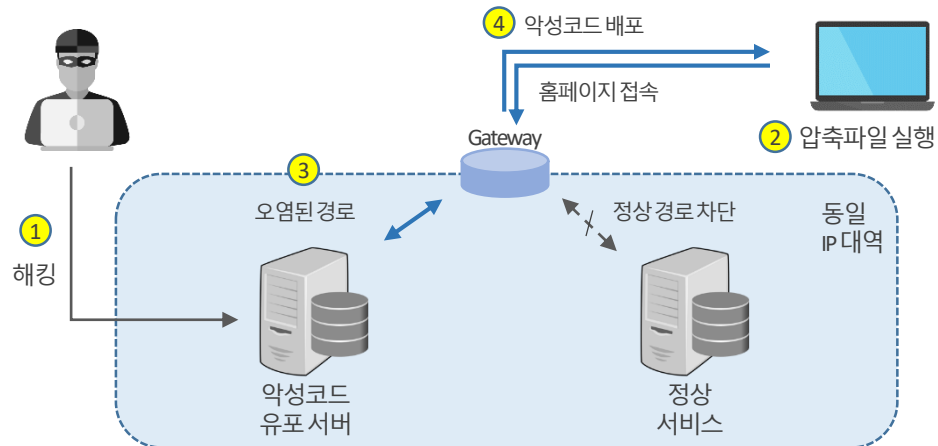 4 악성코드 배포
홈페이지 접속
Gateway
2 압축파일 실행
3
오염된 경로
정상 경로 차단
동일
IP 대역
1
해킹
악성코드
유포 서버
정상
서비스